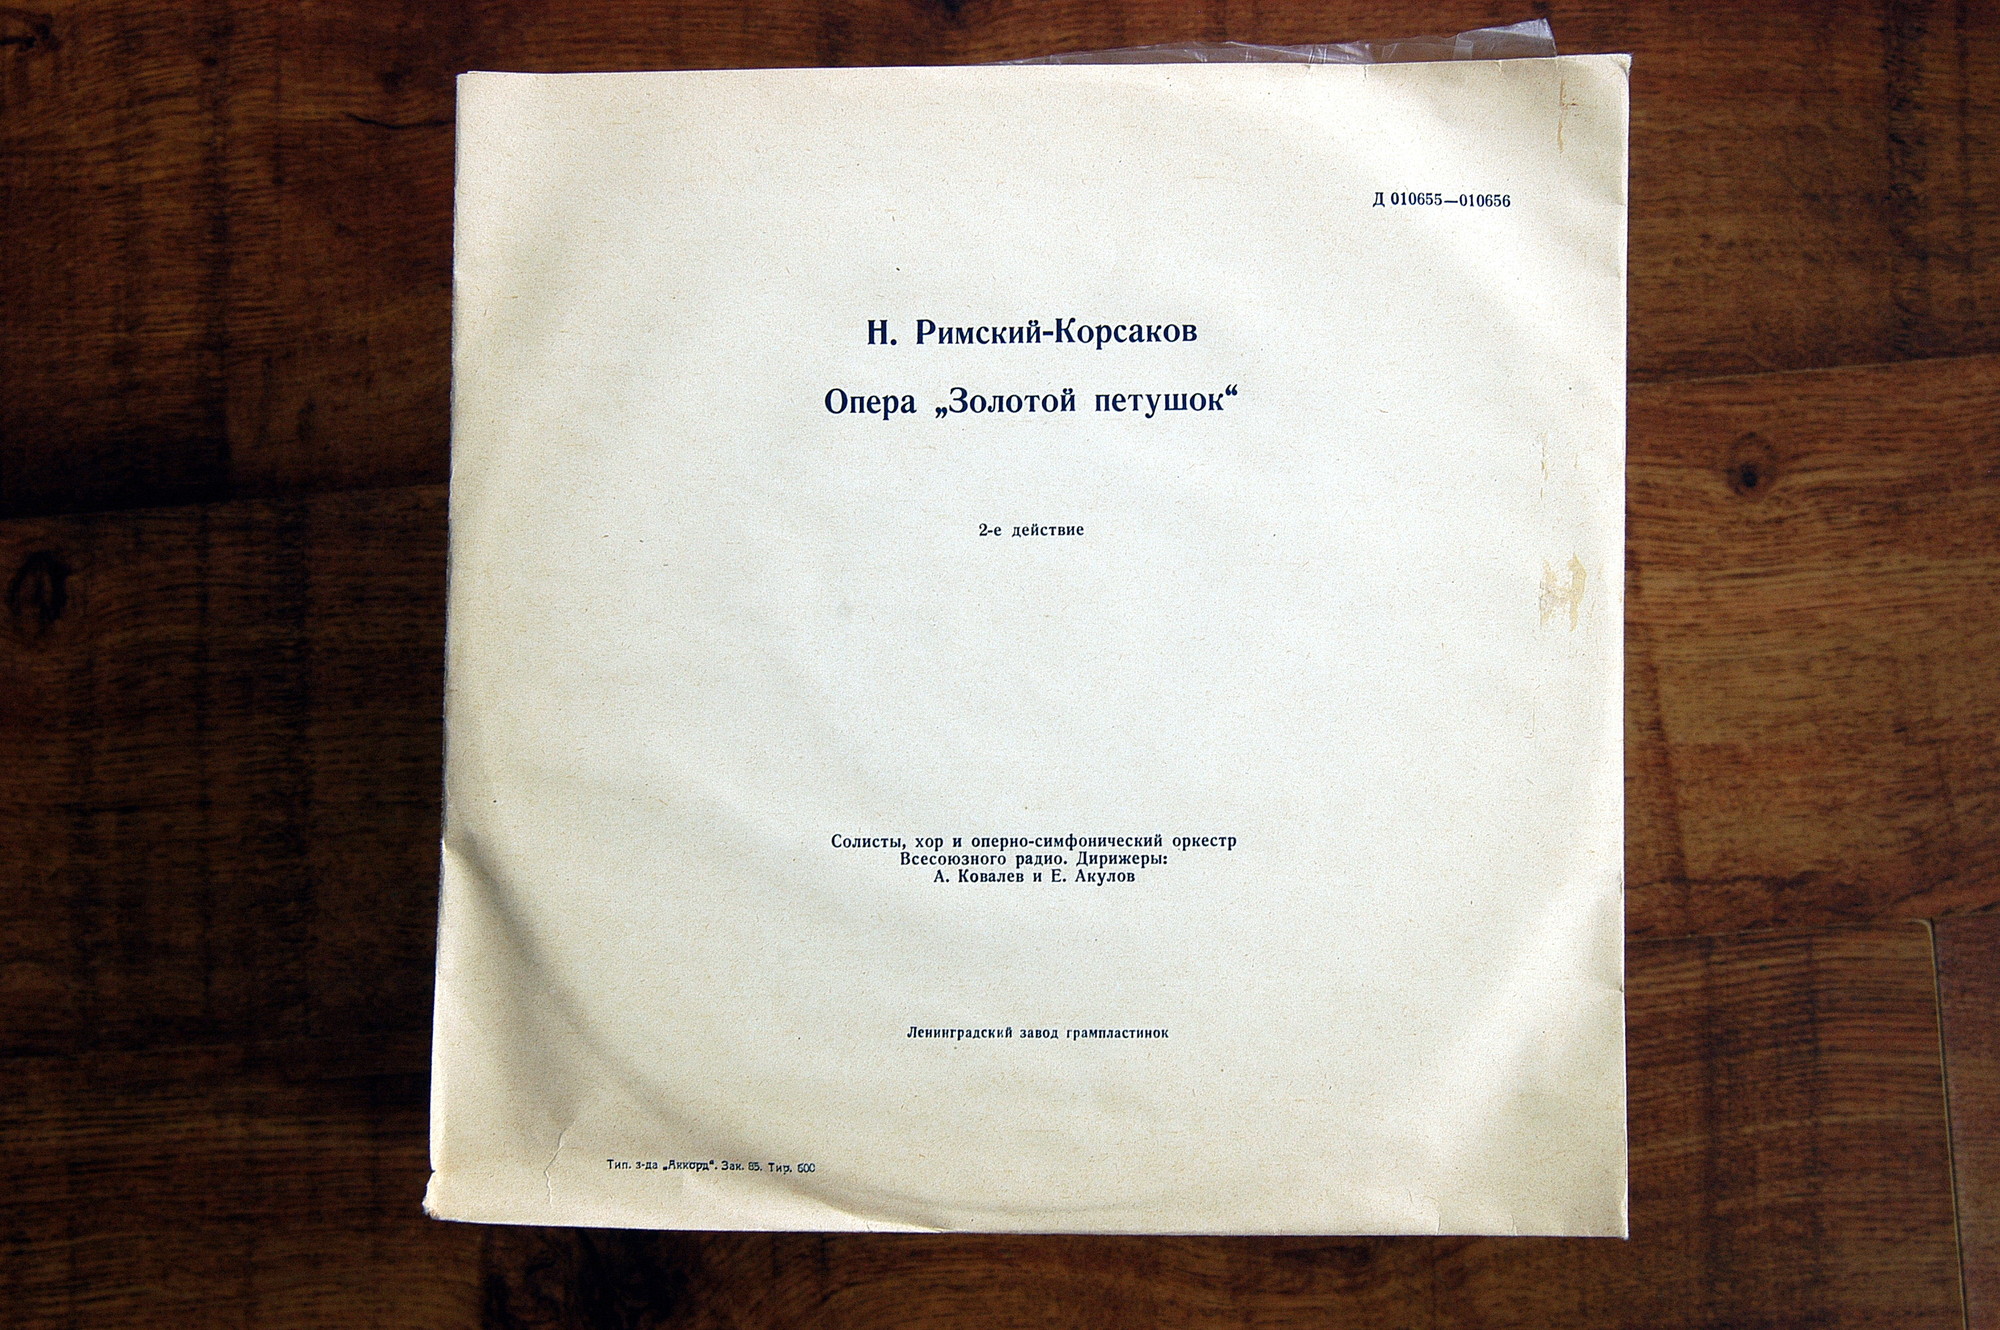 Д 010655—010656
Н. Римский-Корсаков
Опера „Золотой петушок“
2-е действие
Солисты, хор и оперно-симфонический оркестр
Всесоюзного радио. Дирижеры:
А. Ковалев и Е. Акулов
Ленинградский завод грампластинок
Тип. з-да „Аккорд“. Зак. 85. Тир. 600